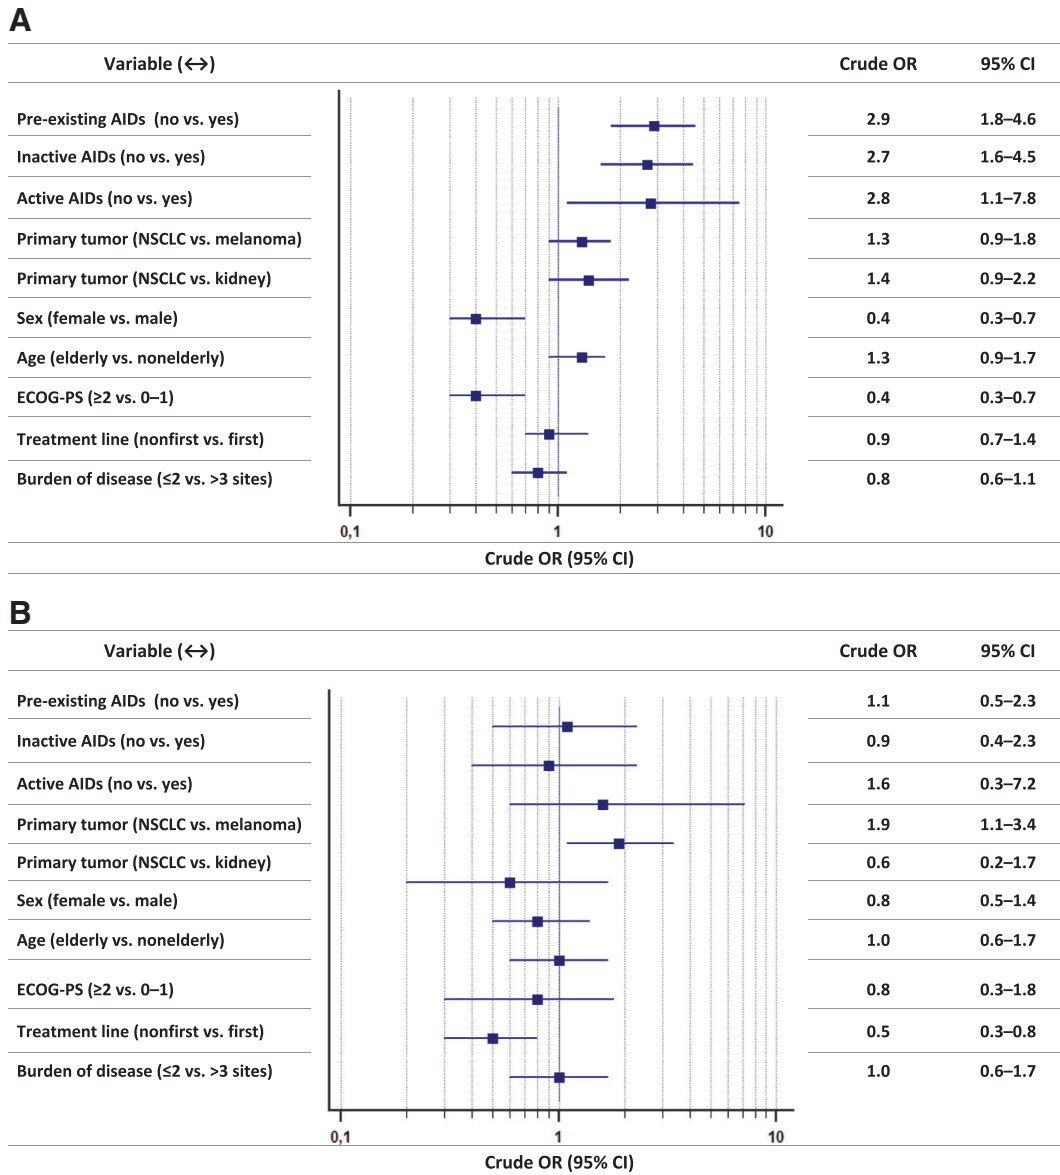 A
Variable (↔) Crude OR 95% CI
Pre-existing AIDs (no vs. yes) 2.9 1.8–4.6
Inactive AIDs (no vs. yes) 2.7 1.6–4.5
Active AIDs (no vs. yes) 2.8 1.1–7.8
Primary tumor (NSCLC vs. melanoma) 1.3 0.9–1.8
Primary tumor (NSCLC vs. kidney) 1.4 0.9–2.2
Sex (female vs. male) 0.4 0.3–0.7
Age (elderly vs. nonelderly) 1.3 0.9–1.7
ECOG-PS (≥2 vs. 0–1) 0.4 0.3–0.7
Treatment line (nonfirst vs. first) 0.9 0.7–1.4
Burden of disease (≤2 vs. >3 sites) 0.8 0.6–1.1
0,1 1 10
Crude OR (95% CI)
B
Variable (↔) Crude OR 95% CI
Pre-existing AIDs (no vs. yes) 1.1 0.5–2.3
Inactive AIDs (no vs. yes) 0.9 0.4–2.3
Active AIDs (no vs. yes) 1.6 0.3–7.2
Primary tumor (NSCLC vs. melanoma) 1.9 1.1–3.4
Primary tumor (NSCLC vs. kidney) 0.6 0.2–1.7
Sex (female vs. male) 0.8 0.5–1.4
Age (elderly vs. nonelderly) 1.0 0.6–1.7
ECOG-PS (≥2 vs. 0–1) 0.8 0.3–1.8
Treatment line (nonfirst vs. first) 0.5 0.3–0.8
Burden of disease (≤2 vs. >3 sites) 1.0 0.6–1.7
0,1 1 10
Crude OR (95% CI)